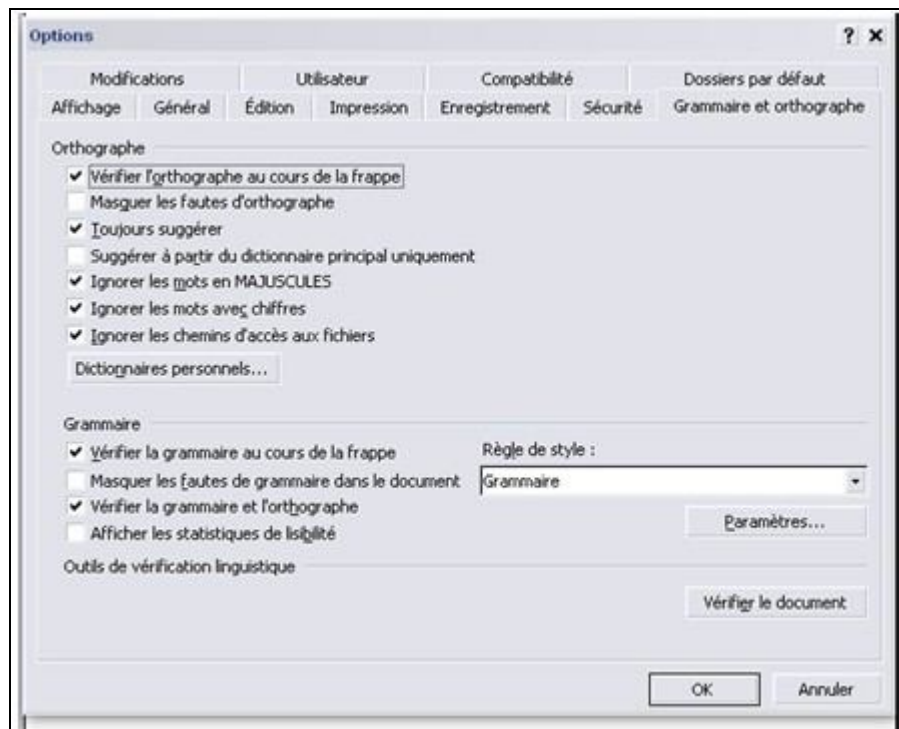 Options
Modifications Utilisateur Compatibilité Dossiers par défaut
Affichage Général Édition Impression Enregistrement Sécurité Grammaire et orthographe
Orthographe
Vérifier l'orthographe au cours de la frappe
Masquer les fautes d'orthographe
Toujours suggérer
Suggérer à partir du dictionnaire principal uniquement
Ignorer les mots en MAJUSCULES
Ignorer les mots avec chiffres
Ignorer les chemins d'accès aux fichiers
Dictionnaires personnels...
Grammaire
Vérifier la grammaire au cours de la frappe Règle de style :
Masquer les fautes de grammaire dans le document Grammaire
Vérifier la grammaire et l'orthographe
Paramètres...
Afficher les statistiques de lisibilité
Outils de vérification linguistique
Vérifier le document
OK Annuler